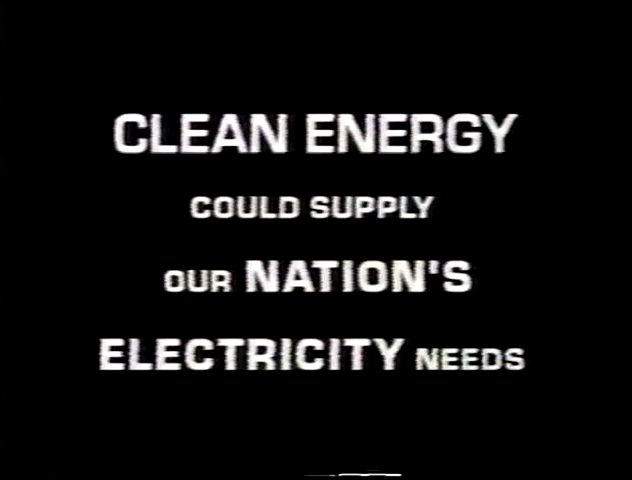 CLEAN ENERGY
COULD SUPPLY
OUR NATION'S
ELECTRICITY NEEDS